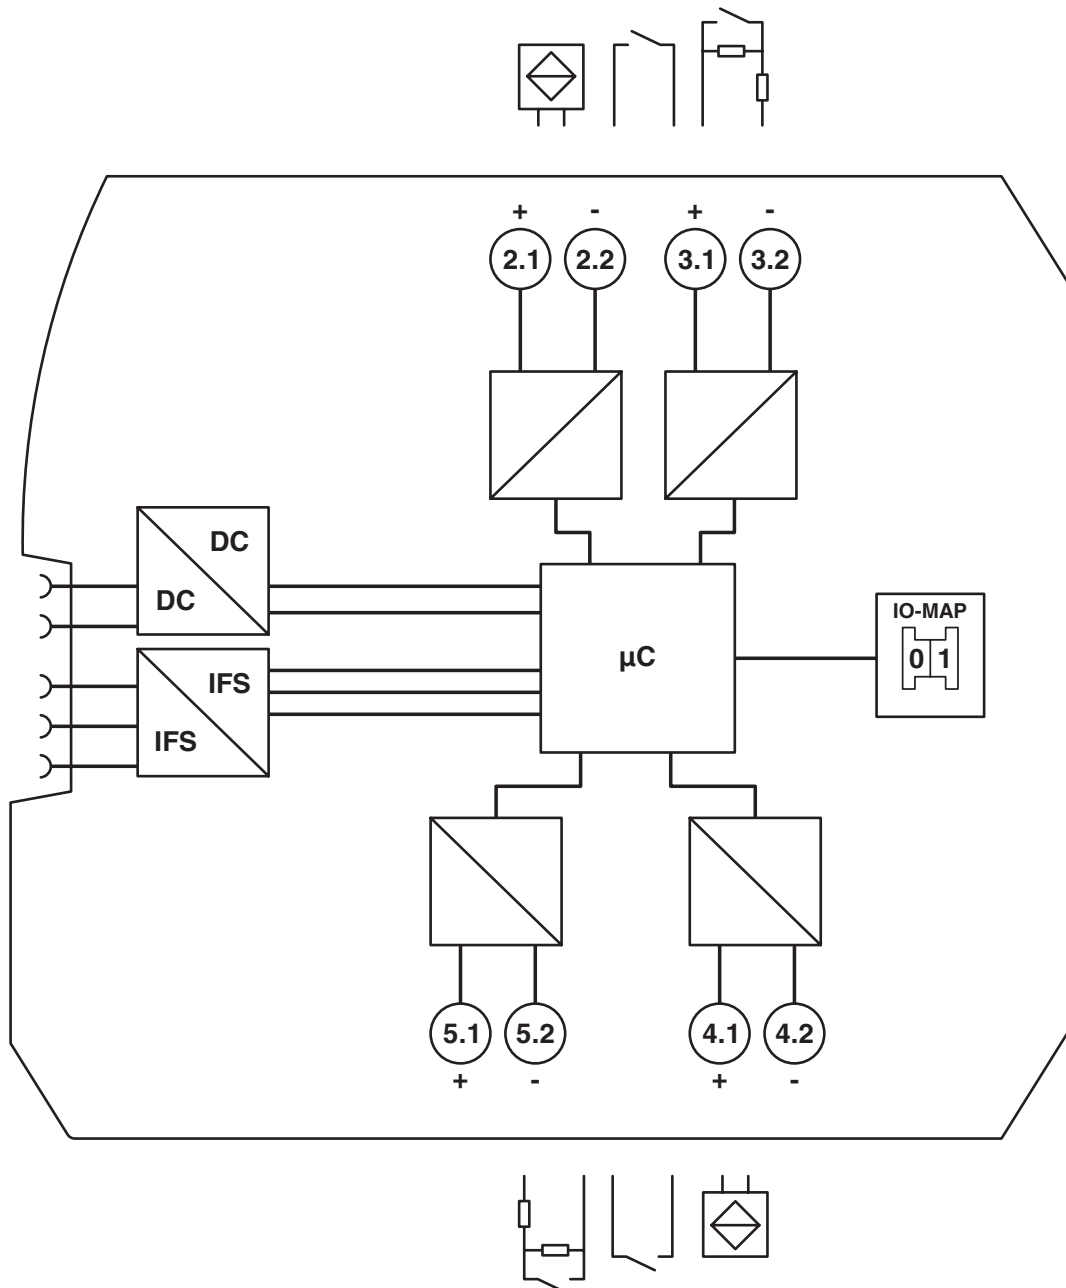 + - + -
2.1 2.2 3.1 3.2
DC
DC
IFS
IFS
µC
IO-MAP
0 1
5.1 5.2 4.1 4.2
+ - + -